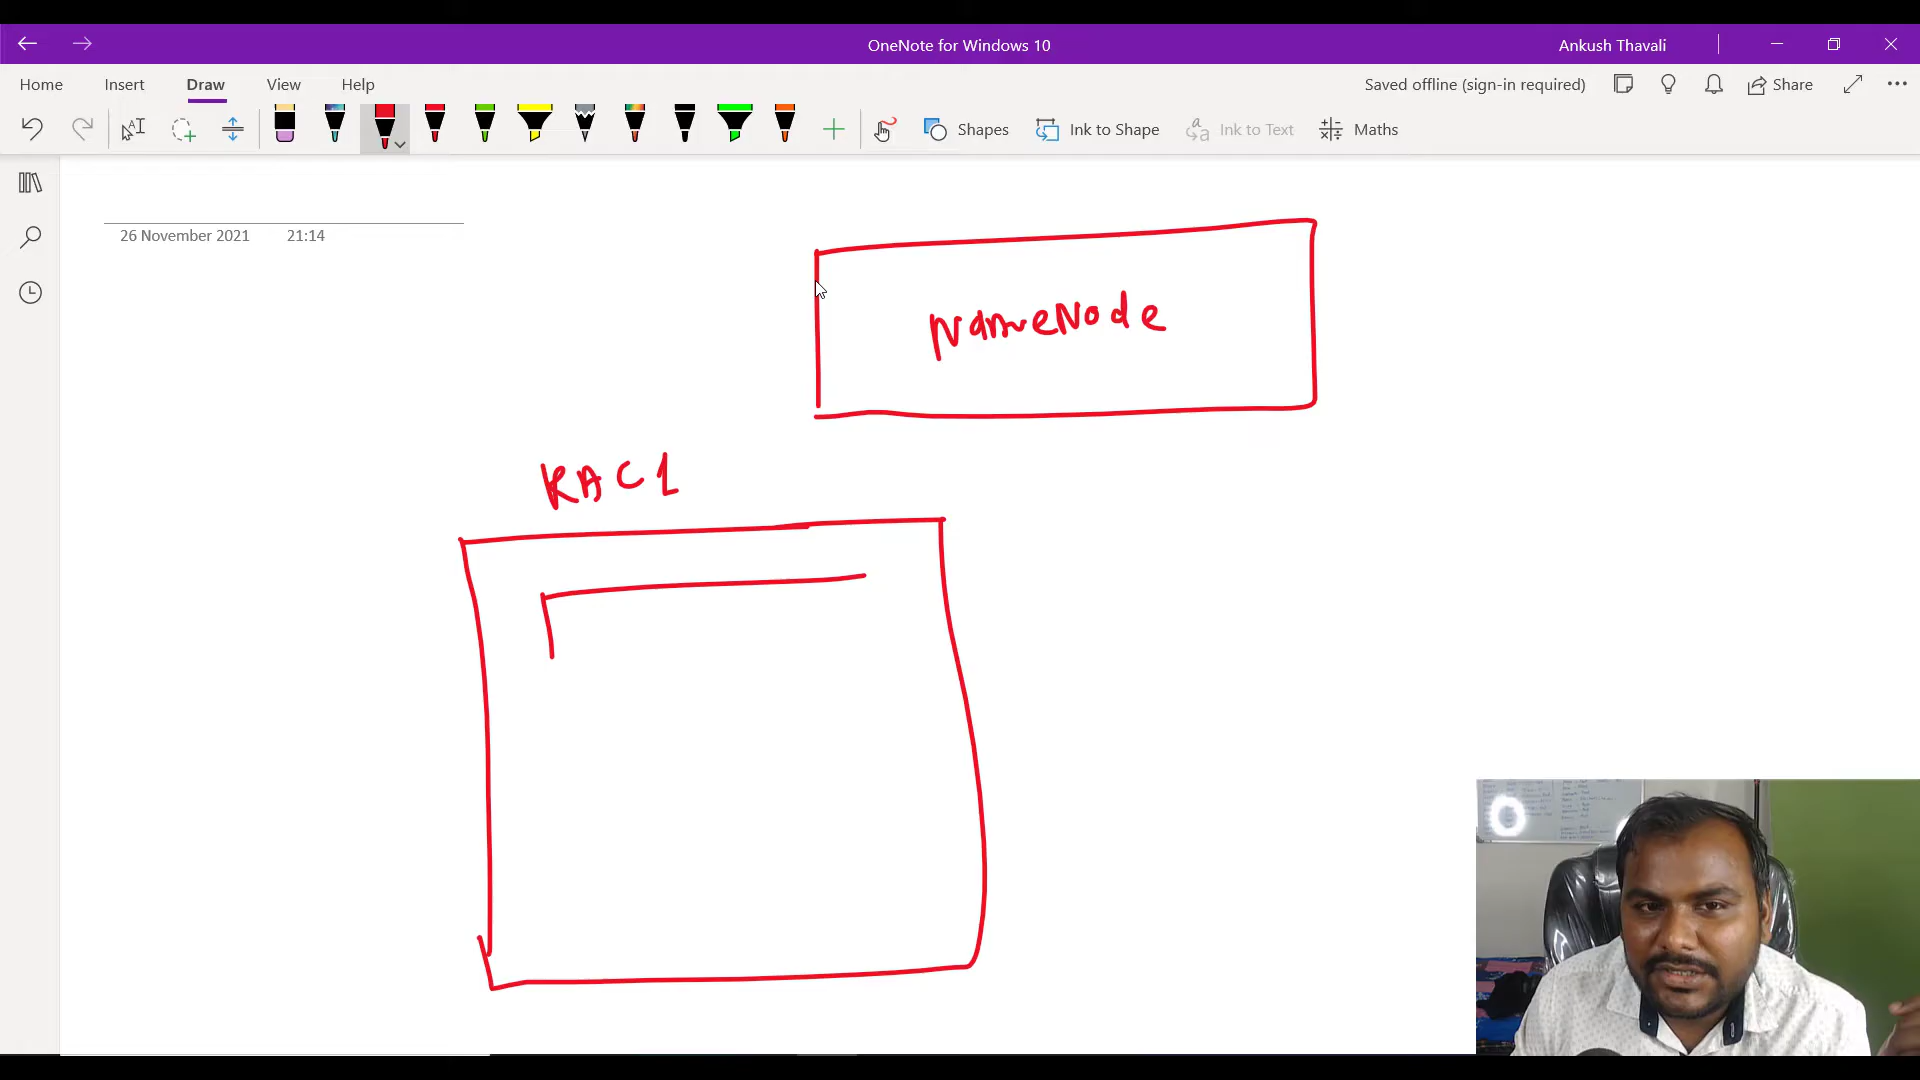 OneNote for Windows 10
Ankush Thavali
Home Insert Draw View Help
Saved offline (sign-in required)
Share
Shapes
Ink to Shape
Ink to Text
Maths
26 November 2021 21:14
NameNode
RAC1